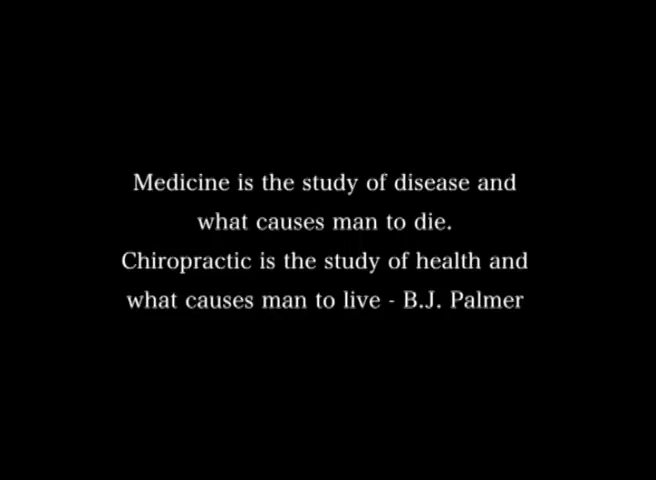 Medicine is the study of disease and
what causes man to die.
Chiropractic is the study of health and
what causes man to live - B.J. Palmer